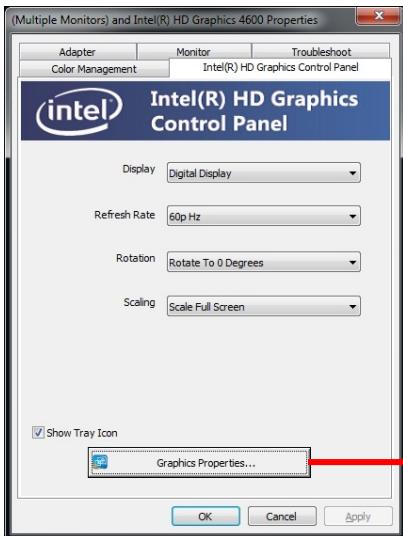 (Multiple Monitors) and Intel(R) HD Graphics 4600 Properties
Adapter Monitor Troubleshoot
Color Management Intel(R) HD Graphics Control Panel
intel Intel(R) HD Graphics
Control Panel
Display Digital Display
Refresh Rate 60p Hz
Rotation Rotate To 0 Degrees
Scaling Scale Full Screen
Show Tray Icon
Graphics Properties...
OK Cancel Apply